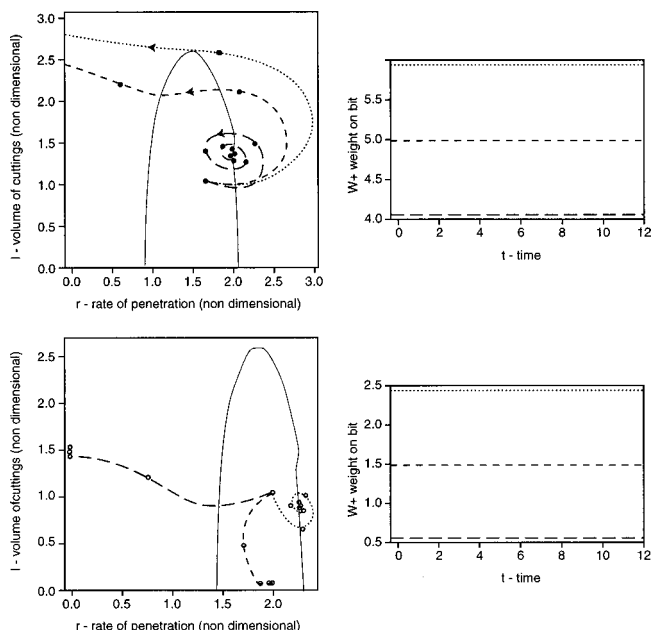 I - volume of cuttings (non dimensional)
3.0
2.5
2.0
1.5
1.0
0.5
0.0
0.0 0.5 1.0 1.5 2.0 2.5 3.0
r - rate of penetration (non dimensional)
W+ weight on bit
5.5
5.0
4.5
4.0
0 2 4 6 8 10 12
t - time
I - volume ofcuttings (non dimensional)
2.5
2.0
1.5
1.0
0.5
0.0
0.0 0.5 1.0 1.5 2.0
r - rate of penetration (non dimensional)
W+ weight on bit
2.5
2.0
1.5
1.0
0.5
0 2 4 6 8 10 12
t - time